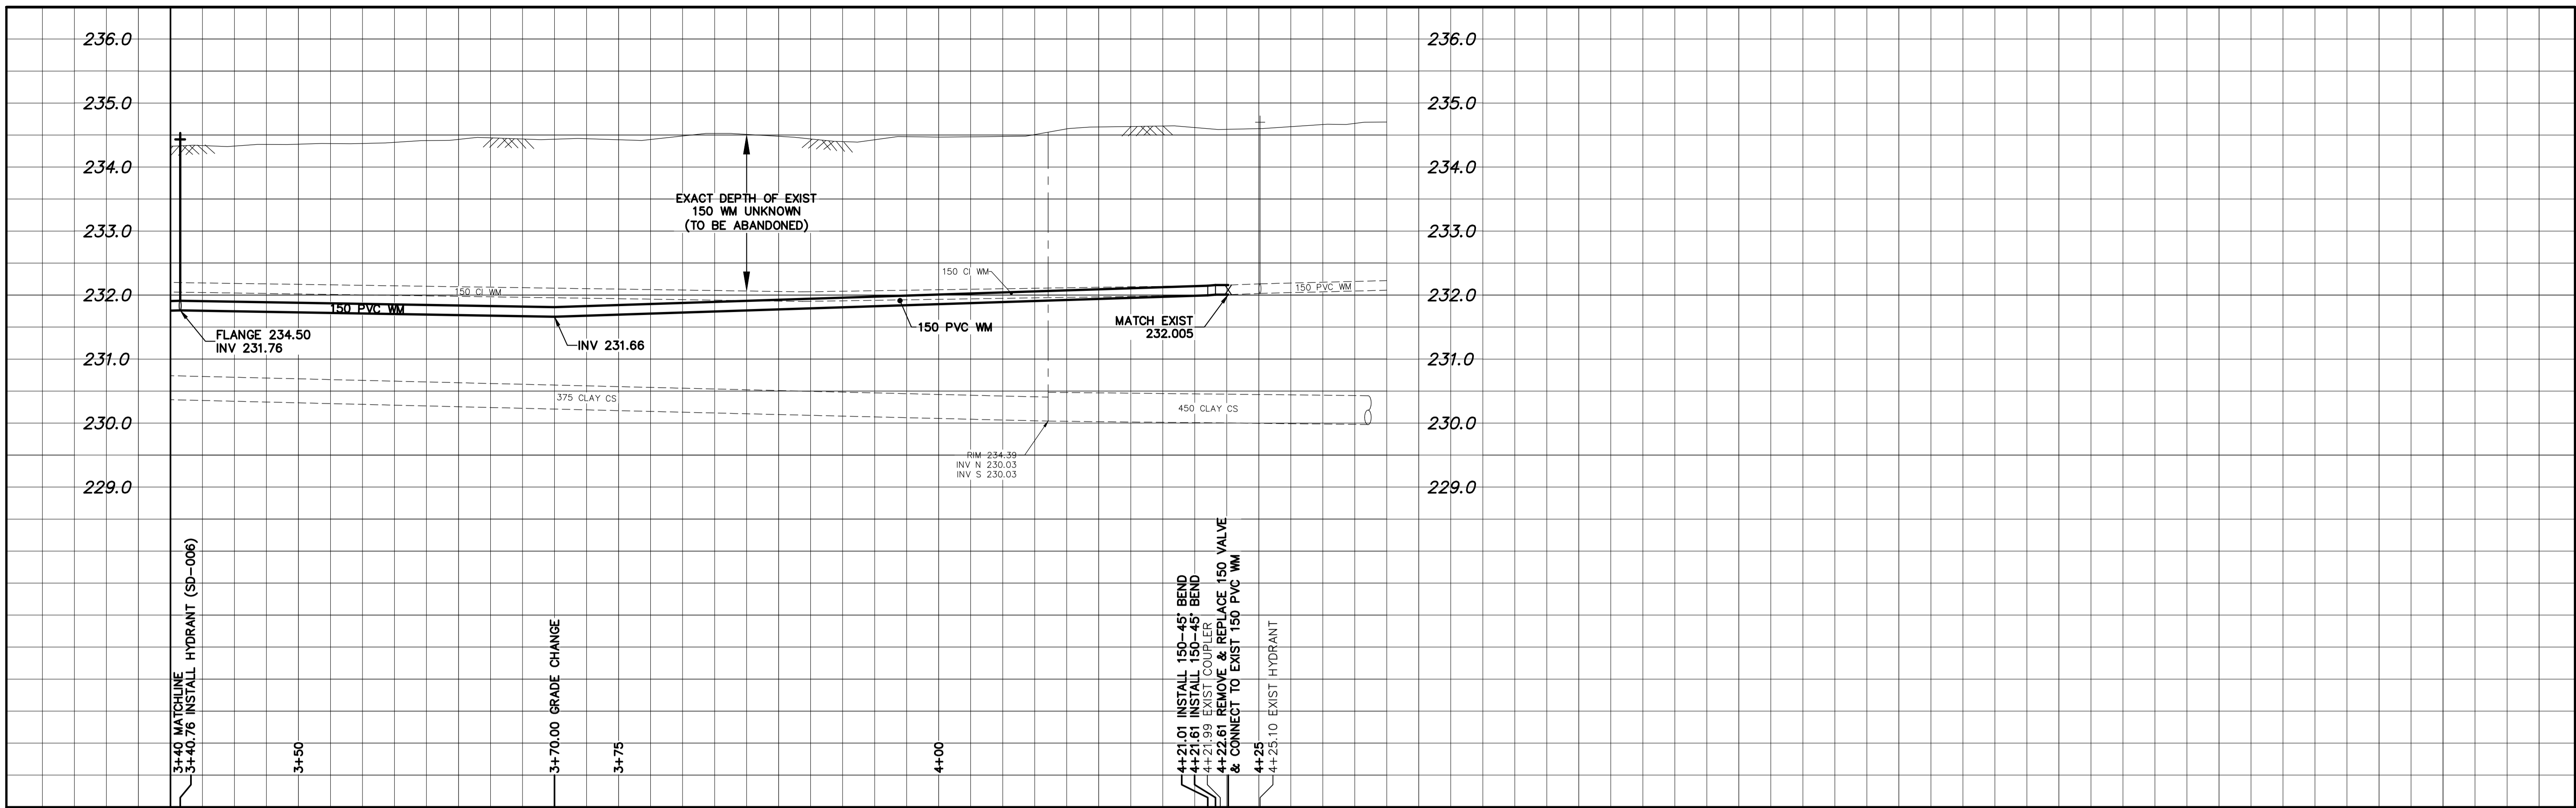 236.0
236.0
235.0
235.0
234.0
234.0
EXACT DEPTH OF EXIST
150 WM UNKNOWN
(TO BE ABANDONED)
233.0
233.0
150 CI WM
150 CI WM
150 PVC WM
232.0
232.0
150 PVC WM
150 PVC WM
MATCH EXIST
232.005
FLANGE 234.50
INV 231.76
INV 231.66
231.0
231.0
375 CLAY CS
450 CLAY CS
230.0
230.0
RIM 234.39
INV N 230.03
INV S 230.03
229.0
229.0
3+40 MATCHLINE
3+40.76 INSTALL HYDRANT (SD-006)
3+50
3+70.00 GRADE CHANGE
3+75
4+00
4+21.01 INSTALL 150-45° BEND
4+21.61 INSTALL 150-45° BEND
4+21.99 EXIST COUPLER
4+22.61 REMOVE & REPLACE 150 VALVE
& CONNECT TO EXIST 150 PVC WM
4+25
4+25.10 EXIST HYDRANT